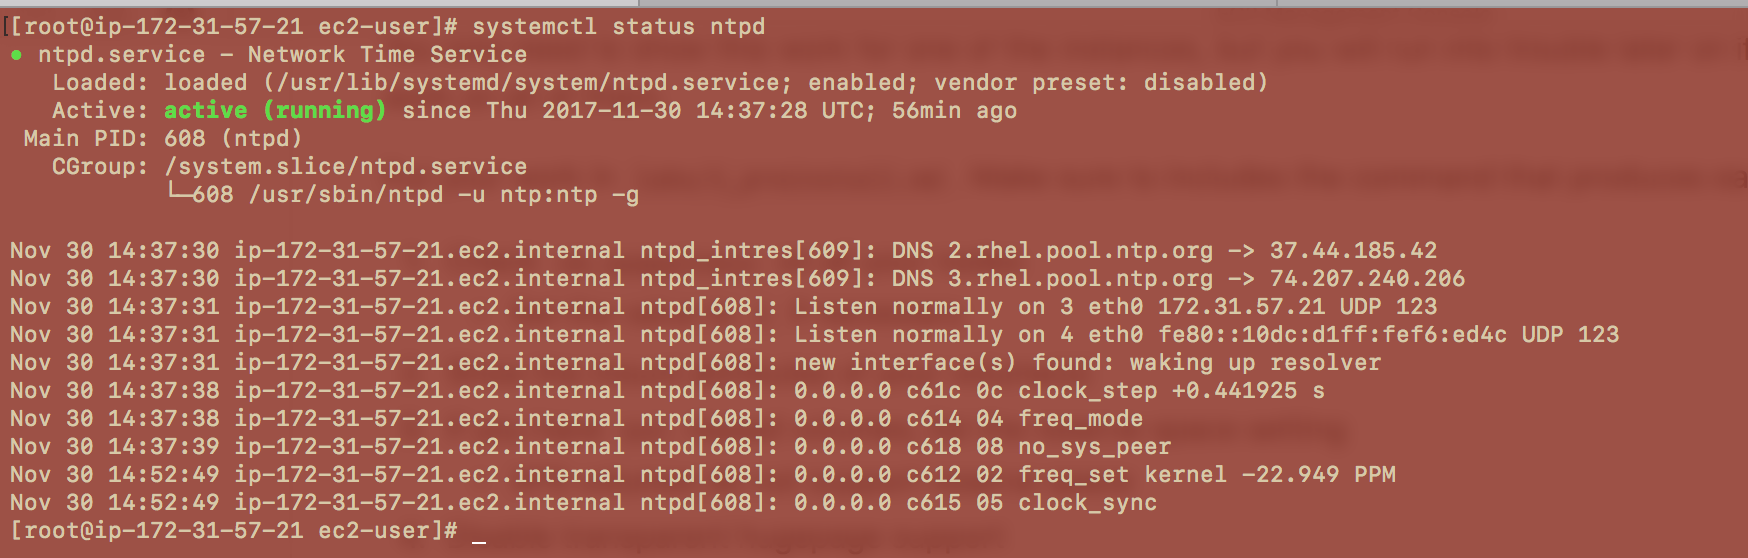 [[root@ip-172-31-57-21 ec2-user]# systemctl status ntpd
● ntpd.service - Network Time Service
   Loaded: loaded (/usr/lib/systemd/system/ntpd.service; enabled; vendor preset: disabled)
   Active: active (running) since Thu 2017-11-30 14:37:28 UTC; 56min ago
 Main PID: 608 (ntpd)
   CGroup: /system.slice/ntpd.service
           └─608 /usr/sbin/ntpd -u ntp:ntp -g
Nov 30 14:37:30 ip-172-31-57-21.ec2.internal ntpd_intres[609]: DNS 2.rhel.pool.ntp.org -> 37.44.185.42
Nov 30 14:37:30 ip-172-31-57-21.ec2.internal ntpd_intres[609]: DNS 3.rhel.pool.ntp.org -> 74.207.240.206
Nov 30 14:37:31 ip-172-31-57-21.ec2.internal ntpd[608]: Listen normally on 3 eth0 172.31.57.21 UDP 123
Nov 30 14:37:31 ip-172-31-57-21.ec2.internal ntpd[608]: Listen normally on 4 eth0 fe80::10dc:d1ff:fef6:ed4c UDP 123
Nov 30 14:37:31 ip-172-31-57-21.ec2.internal ntpd[608]: new interface(s) found: waking up resolver
Nov 30 14:37:38 ip-172-31-57-21.ec2.internal ntpd[608]: 0.0.0.0 c61c 0c clock_step +0.441925 s
Nov 30 14:37:38 ip-172-31-57-21.ec2.internal ntpd[608]: 0.0.0.0 c614 04 freq_mode
Nov 30 14:37:39 ip-172-31-57-21.ec2.internal ntpd[608]: 0.0.0.0 c618 08 no_sys_peer
Nov 30 14:52:49 ip-172-31-57-21.ec2.internal ntpd[608]: 0.0.0.0 c612 02 freq_set kernel -22.949 PPM
Nov 30 14:52:49 ip-172-31-57-21.ec2.internal ntpd[608]: 0.0.0.0 c615 05 clock_sync
[root@ip-172-31-57-21 ec2-user]# _